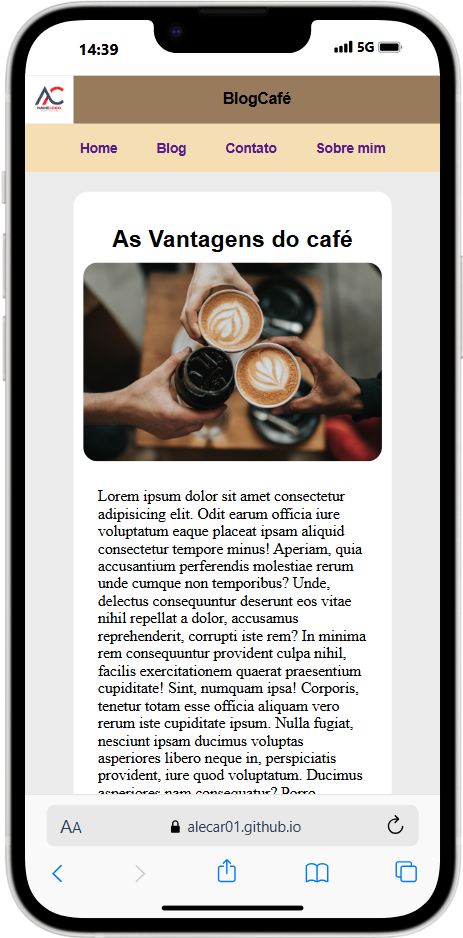 14:39
5G
BlogCafé
Home Blog Contato Sobre mim
As Vantagens do café
Lorem ipsum dolor sit amet consectetur
adipisicing elit. Odit earum officia iure
voluptatum eaque placeat ipsam aliquid
consectetur tempore minus! Aperiam, quia
accusantium perferendis molestiae rerum
unde cumque non temporibus? Unde,
delectus consequuntur deserunt eos vitae
nihil repellat a dolor, accusamus
reprehenderit, corrupti iste rem? In minima
rem consequuntur provident culpa nihil,
facilis exercitationem quaerat praesentium
cupiditate! Sint, numquam ipsa! Corporis,
tenetur totam esse officia aliquam vero
rerum iste cupiditate ipsum. Nulla fugiat,
nesciunt ipsam ducimus voluptas
asperiores libero neque in, perspiciatis
provident, iure quod voluptatum. Ducimus
asperiores nam consequatur? Porro
AA alecar01.github.io